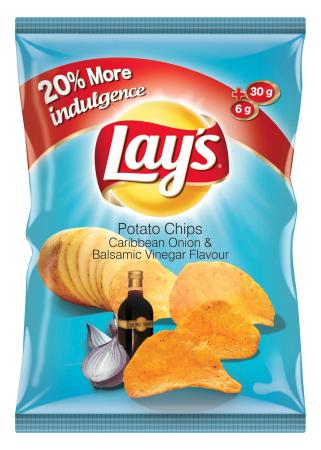 20% More
indulgence
+ 30 g
6 g
Lay's
Potato Chips
Caribbean Onion &
Balsamic Vinegar Flavour